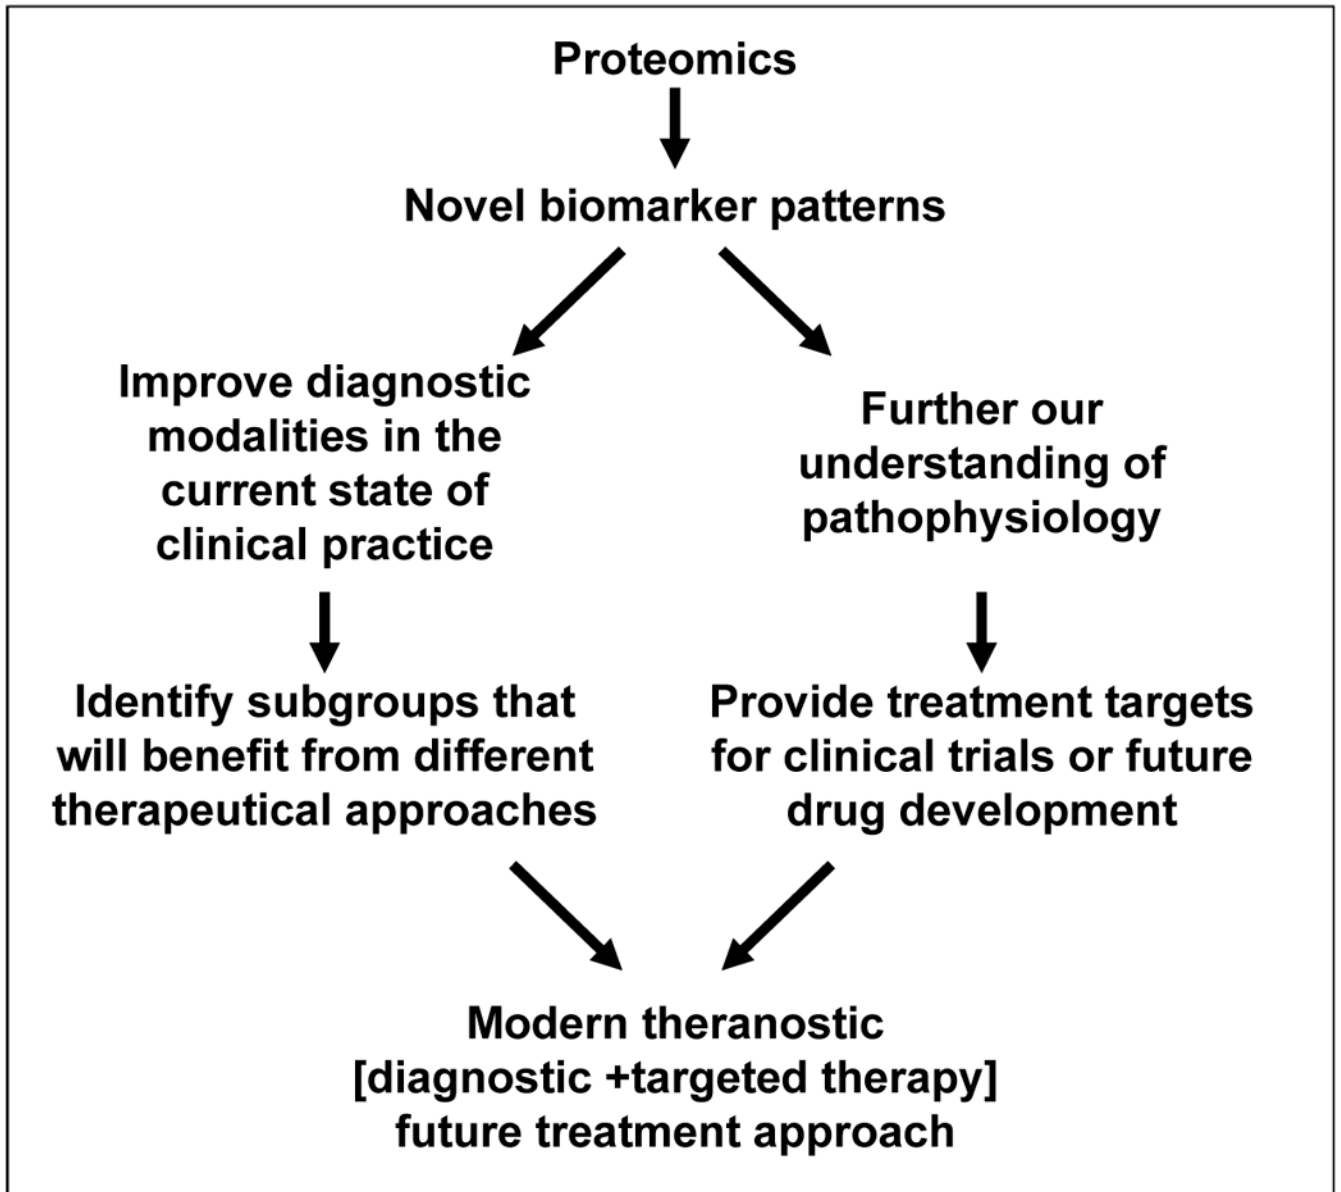 Proteomics
Novel biomarker patterns
Improve diagnostic
modalities in the
current state of
clinical practice
Further our
understanding of
pathophysiology
Identify subgroups that
will benefit from different
therapeutical approaches
Provide treatment targets
for clinical trials or future
drug development
Modern theranostic
[diagnostic +targeted therapy]
future treatment approach